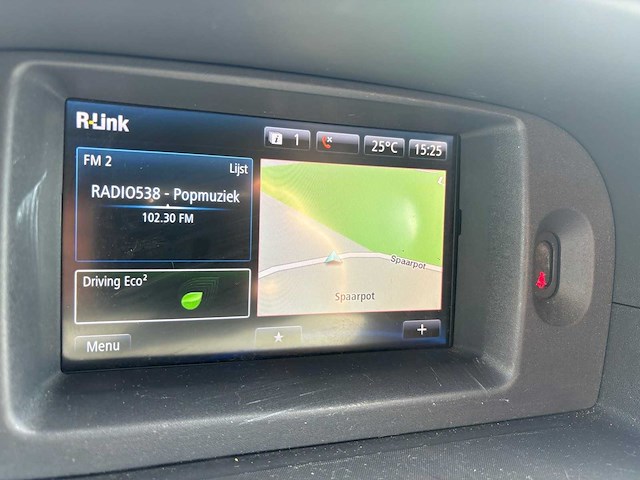 R-Link
1
25°C
15:25
FM 2
Lijst
RADIO538 - Popmuziek
102.30 FM
Driving Eco²
Spaarpot
Spaarpot
Menu
+